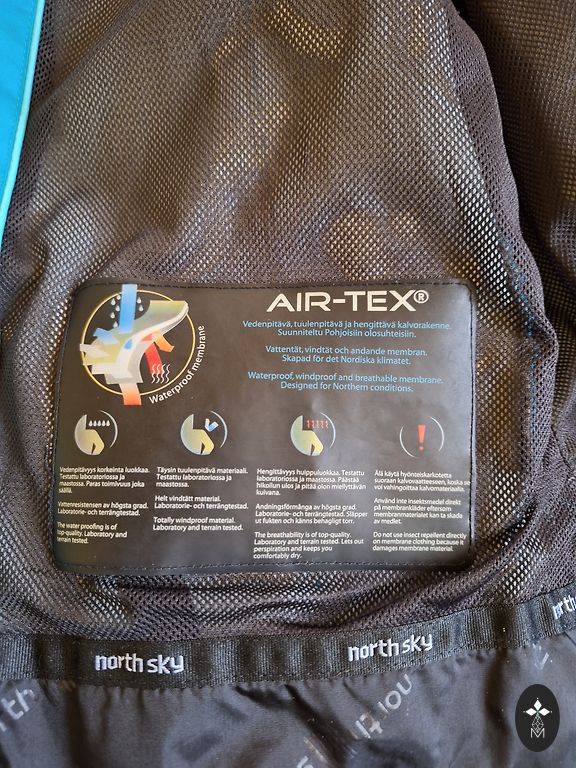 AIR-TEX®
Vedenpitävä, tuulenpitävä ja hengittävä kalvorakenne.
Suunniteltu Pohjoisiin olosuhteisiin.
Vattentät, vindtät och andande membran.
Skapad för det Nordiska klimatet.
Waterproof, windproof and breathable membrane.
Designed for Northern conditions.
Waterproof membrane
Vedenpitävyys korkeinta luokkaa.
Testattu laboratoriossa ja
maastossa. Paras toimivuus joka
säällä.
Vattenresistensen av högsta grad.
Laboratorie- och terrängtestad.
The water proofing is of
top-quality. Laboratory and
terrain tested.
Täysin tuulenpitävä materiaali.
Testattu laboratoriossa ja
maastossa.
Helt vindtätt material.
Laboratorie- och terrängtestad.
Totally windproof material.
Laboratory and terrain tested.
Hengittävyys huippuluokkaa. Testattu
laboratoriossa ja maastossa. Päästää
hikoilun ulos ja pitää olon miellyttävän
kuivana.
Andningsförmånga av högsta grad.
Laboratorie- och terrängtestad. Släpper
ut fukten och känns behagligt torr.
The breathability is of top-quality.
Laboratory and terrain tested. Lets out
perspiration and keeps you
comfortably dry.
Älä käytä hyönteiskarkotetta
suoraan kalvovaatteeseen, koska se
voi vahingoittaa kalvomateriaalia.
Använd inte insektsmedel direkt
på membrankläder eftersom
membranmaterialet kan ta skada
av medlet.
Do not use insect repellent directly
on membrane clothing because it
damages membrane material.
north sky
north sky
north
M